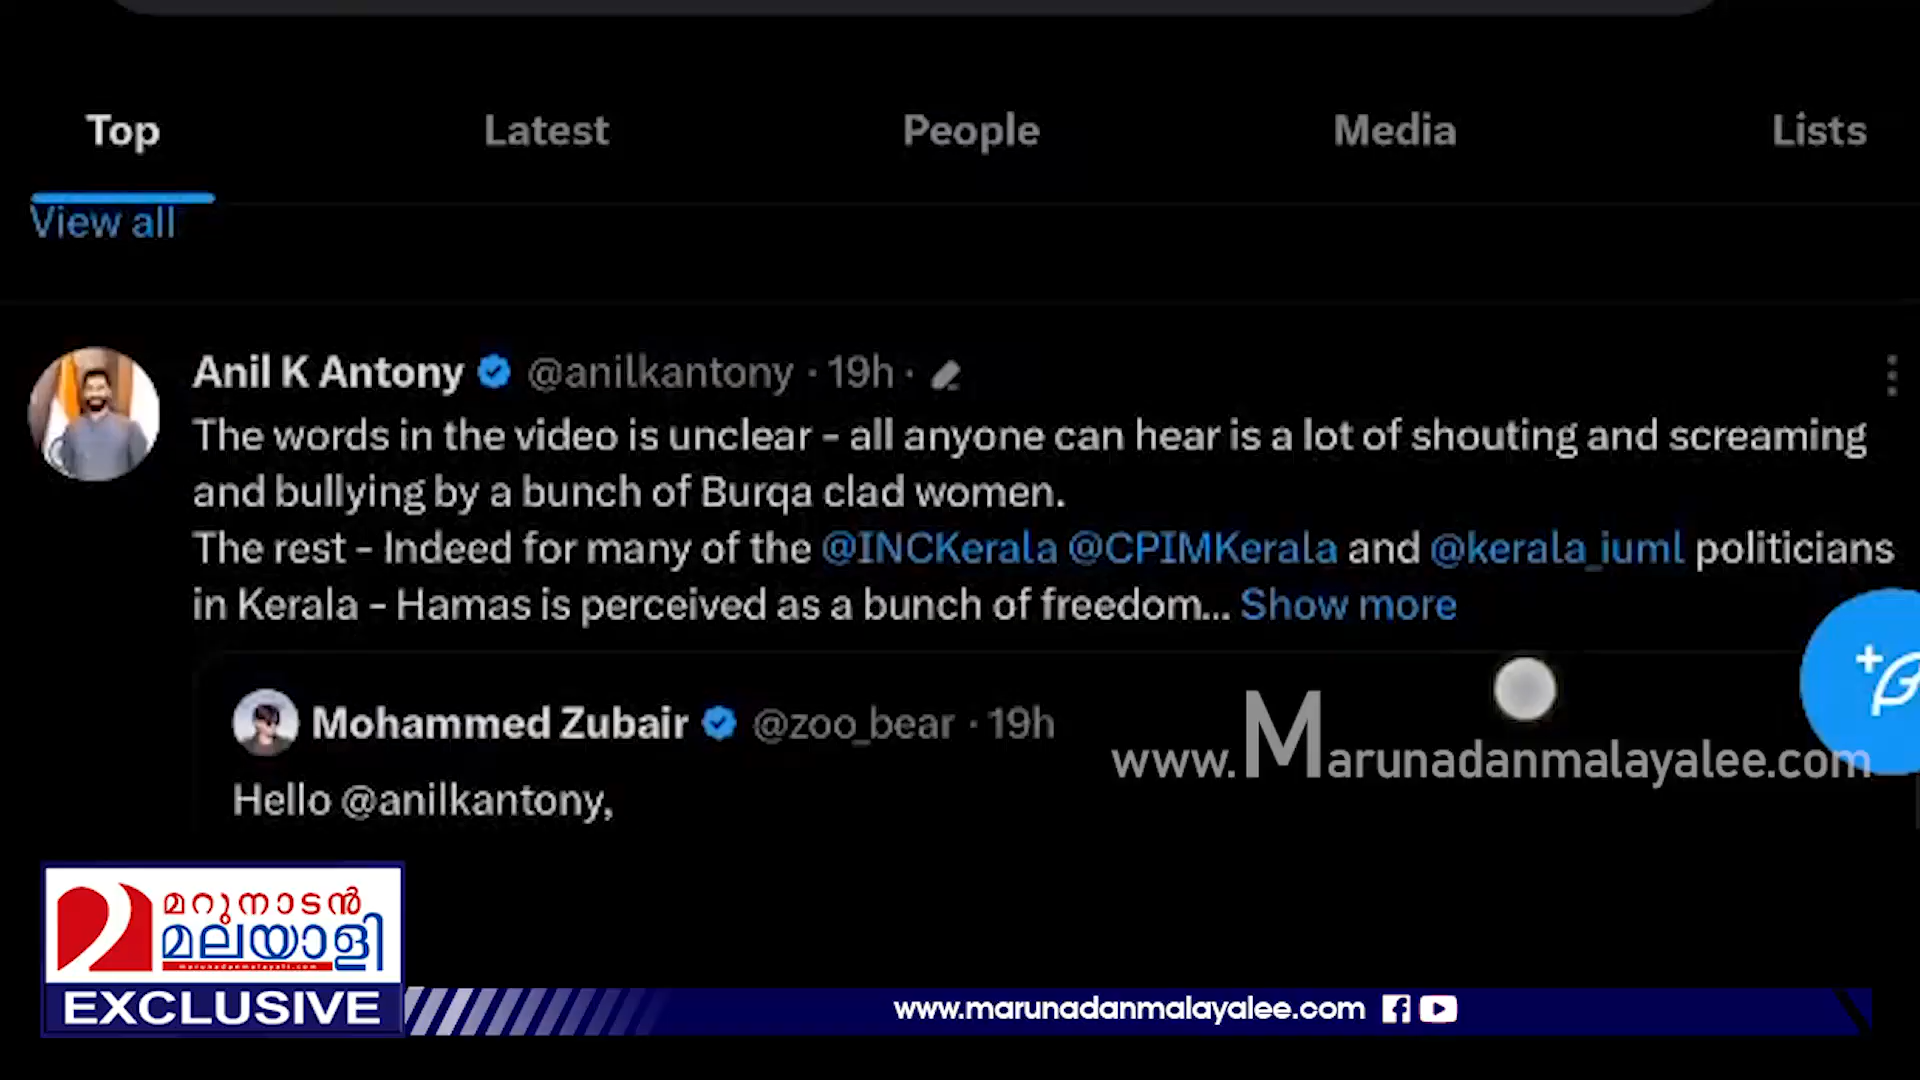 Top Latest People Media Lists
View all
Anil K Antony @anilkantony · 19h ·
The words in the video is unclear – all anyone can hear is a lot of shouting and screaming
and bullying by a bunch of Burqa clad women.
The rest – Indeed for many of the @INCKerala @CPIMKerala and @kerala_iuml politicians
in Kerala – Hamas is perceived as a bunch of freedom... Show more
Mohammed Zubair @zoo_bear · 19h
Hello @anilkantony,
www.Marunadanmalayalee.com
മറുനാടൻ
മലയാളി
EXCLUSIVE
www.marunadanmalayalee.com